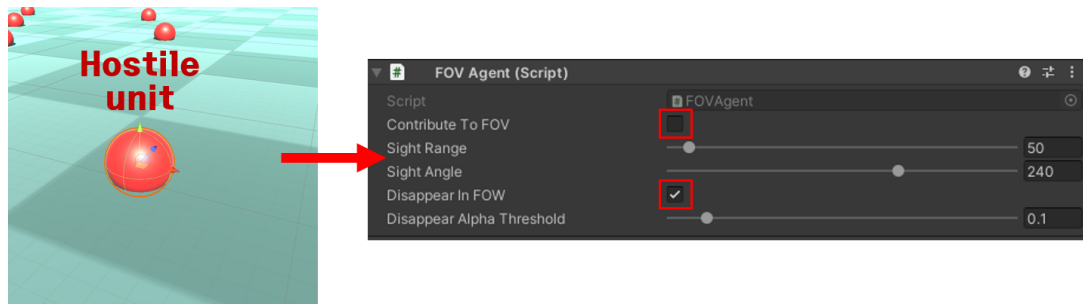 Hostile
unit
# FOV Agent (Script)
Script FOVAgent
Contribute To FOV
Sight Range 50
Sight Angle 240
Disappear In FOW
Disappear Alpha Threshold 0.1